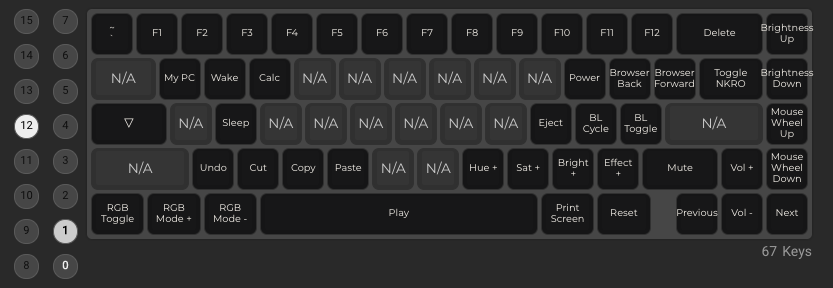 15 7
14 6
13 5
12 4
11 3
10 2
9 1
8 0
~ F1 F2 F3 F4 F5 F6 F7 F8 F9 F10 F11 F12 Delete Brightness Up
N/A My PC Wake Calc N/A N/A N/A N/A N/A N/A Power Browser Back Browser Forward Toggle NKRO Brightness Down
▽ N/A Sleep N/A N/A N/A N/A N/A N/A Eject BL Cycle BL Toggle N/A Mouse Wheel Up
N/A Undo Cut Copy Paste N/A N/A Hue + Sat + Bright + Effect + Mute Vol + Mouse Wheel Down
RGB Toggle RGB Mode + RGB Mode - Play Print Screen Reset Previous Vol - Next
67 Keys